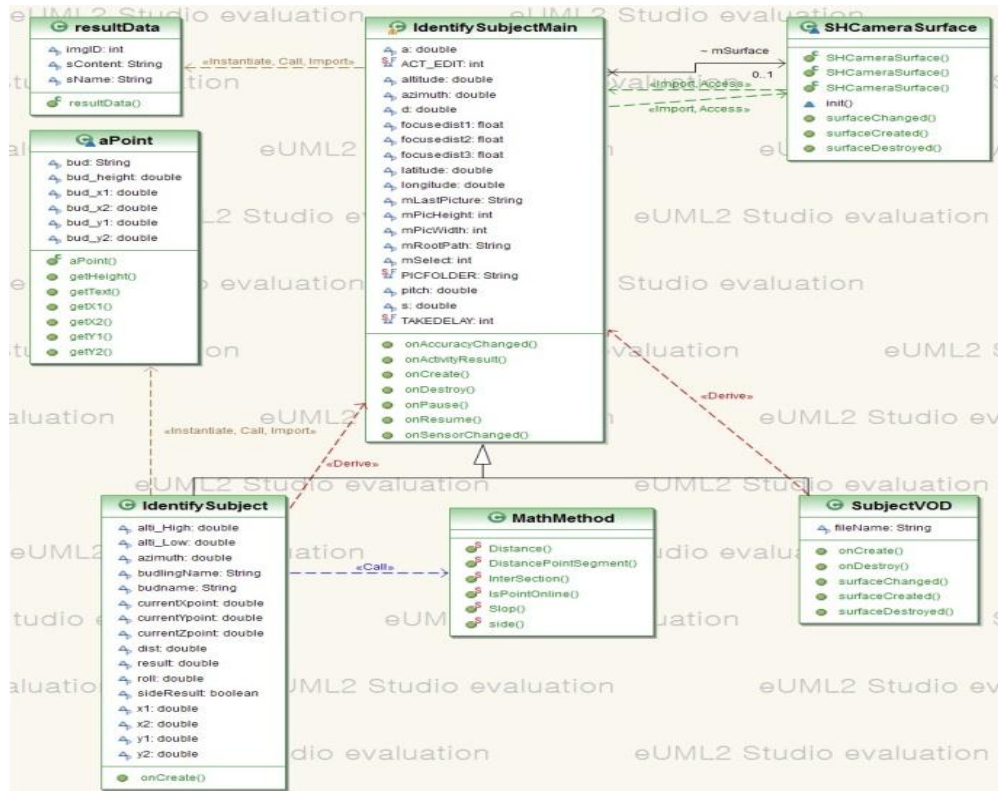 resultData
imgID: int
sContent: String
sName: String
resultData()
aPoint
bud: String
bud_height: double
bud_x1: double
bud_x2: double
bud_y1: double
bud_y2: double
aPoint()
getHeight()
getText()
getX1()
getX2()
getY1()
getY2()
«Instantiate, Call, Import»
IdentifySubjectMain
a: double
ACT_EDIT: int
altitude: double
azimuth: double
d: double
focusedist1: float
focusedist2: float
focusedist3: float
latitude: double
longitude: double
mLastPicture: String
mPicHeight: int
mPicWidth: int
mRootPath: String
mSelect: int
PICFOLDER: String
pitch: double
s: double
TAKEDELAY: int
onAccuracyChanged()
onActivityResult()
onCreate()
onDestroy()
onPause()
onResume()
onSensorChanged()
~ mSurface
0..1
«Import, Access»
«Import, Access»
SHCameraSurface
SHCameraSurface()
SHCameraSurface()
SHCameraSurface()
init()
surfaceChanged()
surfaceCreated()
surfaceDestroyed()
«Instantiate, Call, Import»
«Derive»
«Derive»
IdentifySubject
alti_High: double
alti_Low: double
azimuth: double
budlingName: String
budname: String
currentXpoint: double
currentYpoint: double
currentZpoint: double
dist: double
result: double
roll: double
sideResult: boolean
x1: double
x2: double
y1: double
y2: double
onCreate()
«Call»
MathMethod
Distance()
DistancePointSegment()
InterSection()
IsPointOnline()
Slop()
side()
SubjectVOD
fileName: String
onCreate()
onDestroy()
surfaceChanged()
surfaceCreated()
surfaceDestroyed()
eUML2 Studio evaluation